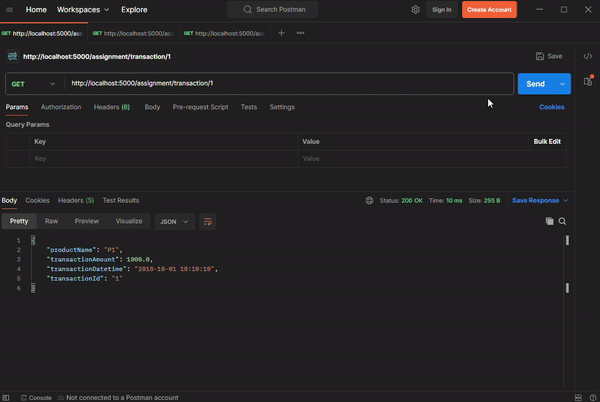 Home Workspaces Explore Search Postman Sign In Create Account
GET http://localhost:5000/ass GET http://localhost:5000/ass GET http://localhost:5000/ass
http://localhost:5000/assignment/transaction/1 Save
GET http://localhost:5000/assignment/transaction/1 Send
Params Authorization Headers (6) Body Pre-request Script Tests Settings Cookies
Query Params
Key Value Bulk Edit
Key Value
Body Cookies Headers (5) Test Results Status: 200 OK Time: 10 ms Size: 295 B Save Response
Pretty Raw Preview Visualize JSON
1 {
2 "productName": "P1",
3 "transactionAmount": 1000.0,
4 "transactionDatetime": "2018-10-01 10:10:10",
5 "transactionId": "1"
6 }
Console Not connected to a Postman account